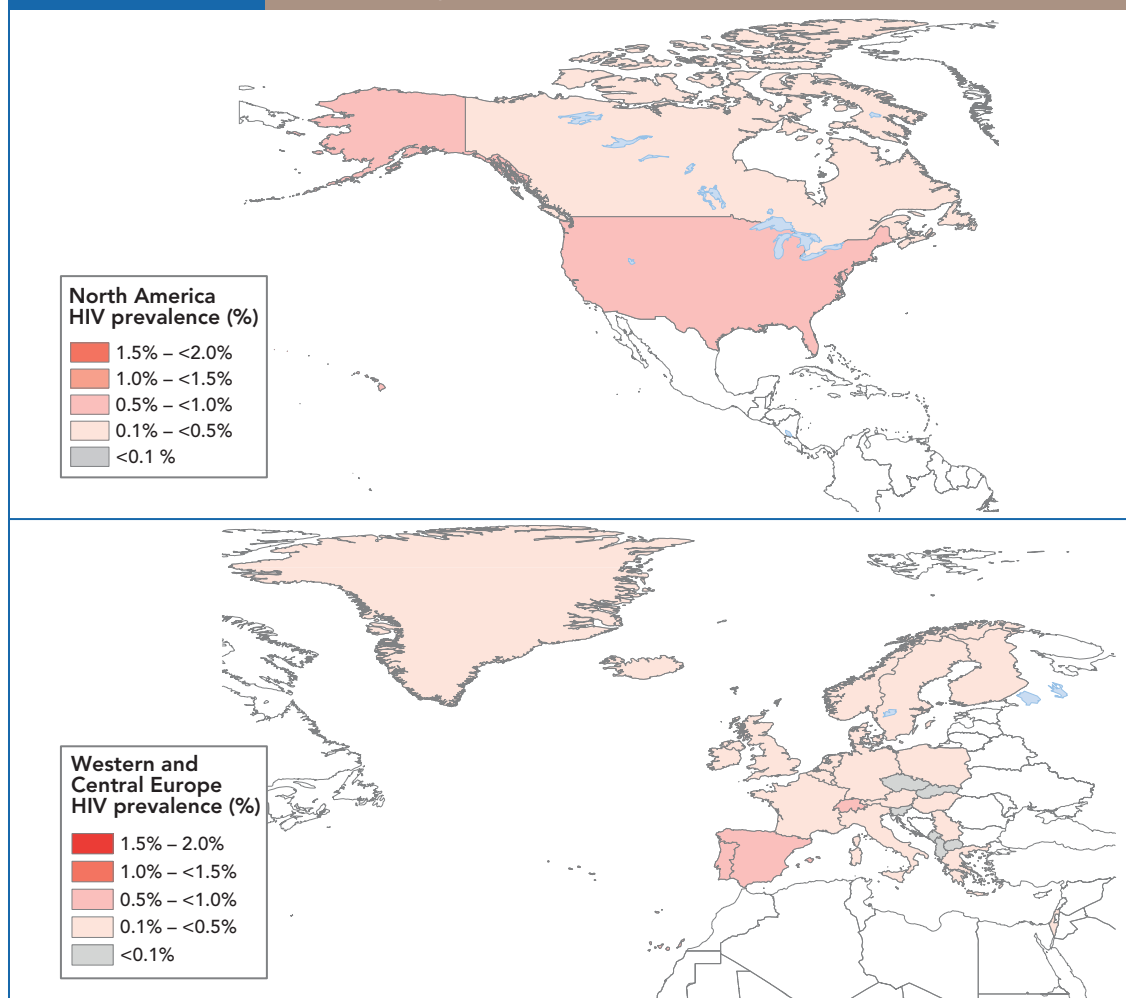 North America
HIV prevalence (%)
1.5% – <2.0%
1.0% – <1.5%
0.5% – <1.0%
0.1% – <0.5%
<0.1 %
Western and
Central Europe
HIV prevalence (%)
1.5% – 2.0%
1.0% – <1.5%
0.5% – <1.0%
0.1% – <0.5%
<0.1%